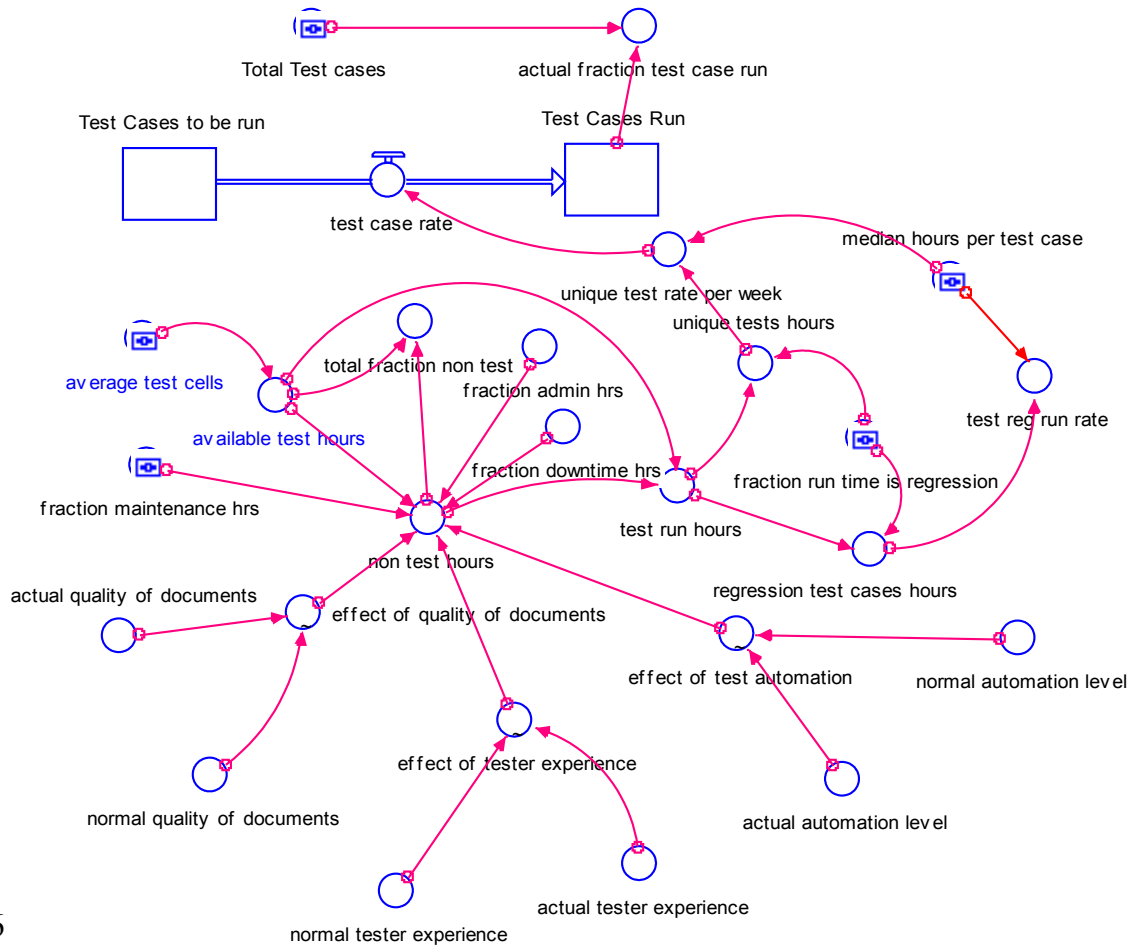 Total Test cases
actual fraction test case run
Test Cases to be run
Test Cases Run
test case rate
median hours per test case
unique test rate per week
unique tests hours
total fraction non test
average test cells
fraction admin hrs
test reg run rate
available test hours
fraction downtime hrs
fraction run time is regression
fraction maintenance hrs
test run hours
non test hours
regression test cases hours
actual quality of documents
effect of quality of documents
effect of test automation
normal automation level
effect of tester experience
normal quality of documents
actual automation level
actual tester experience
normal tester experience